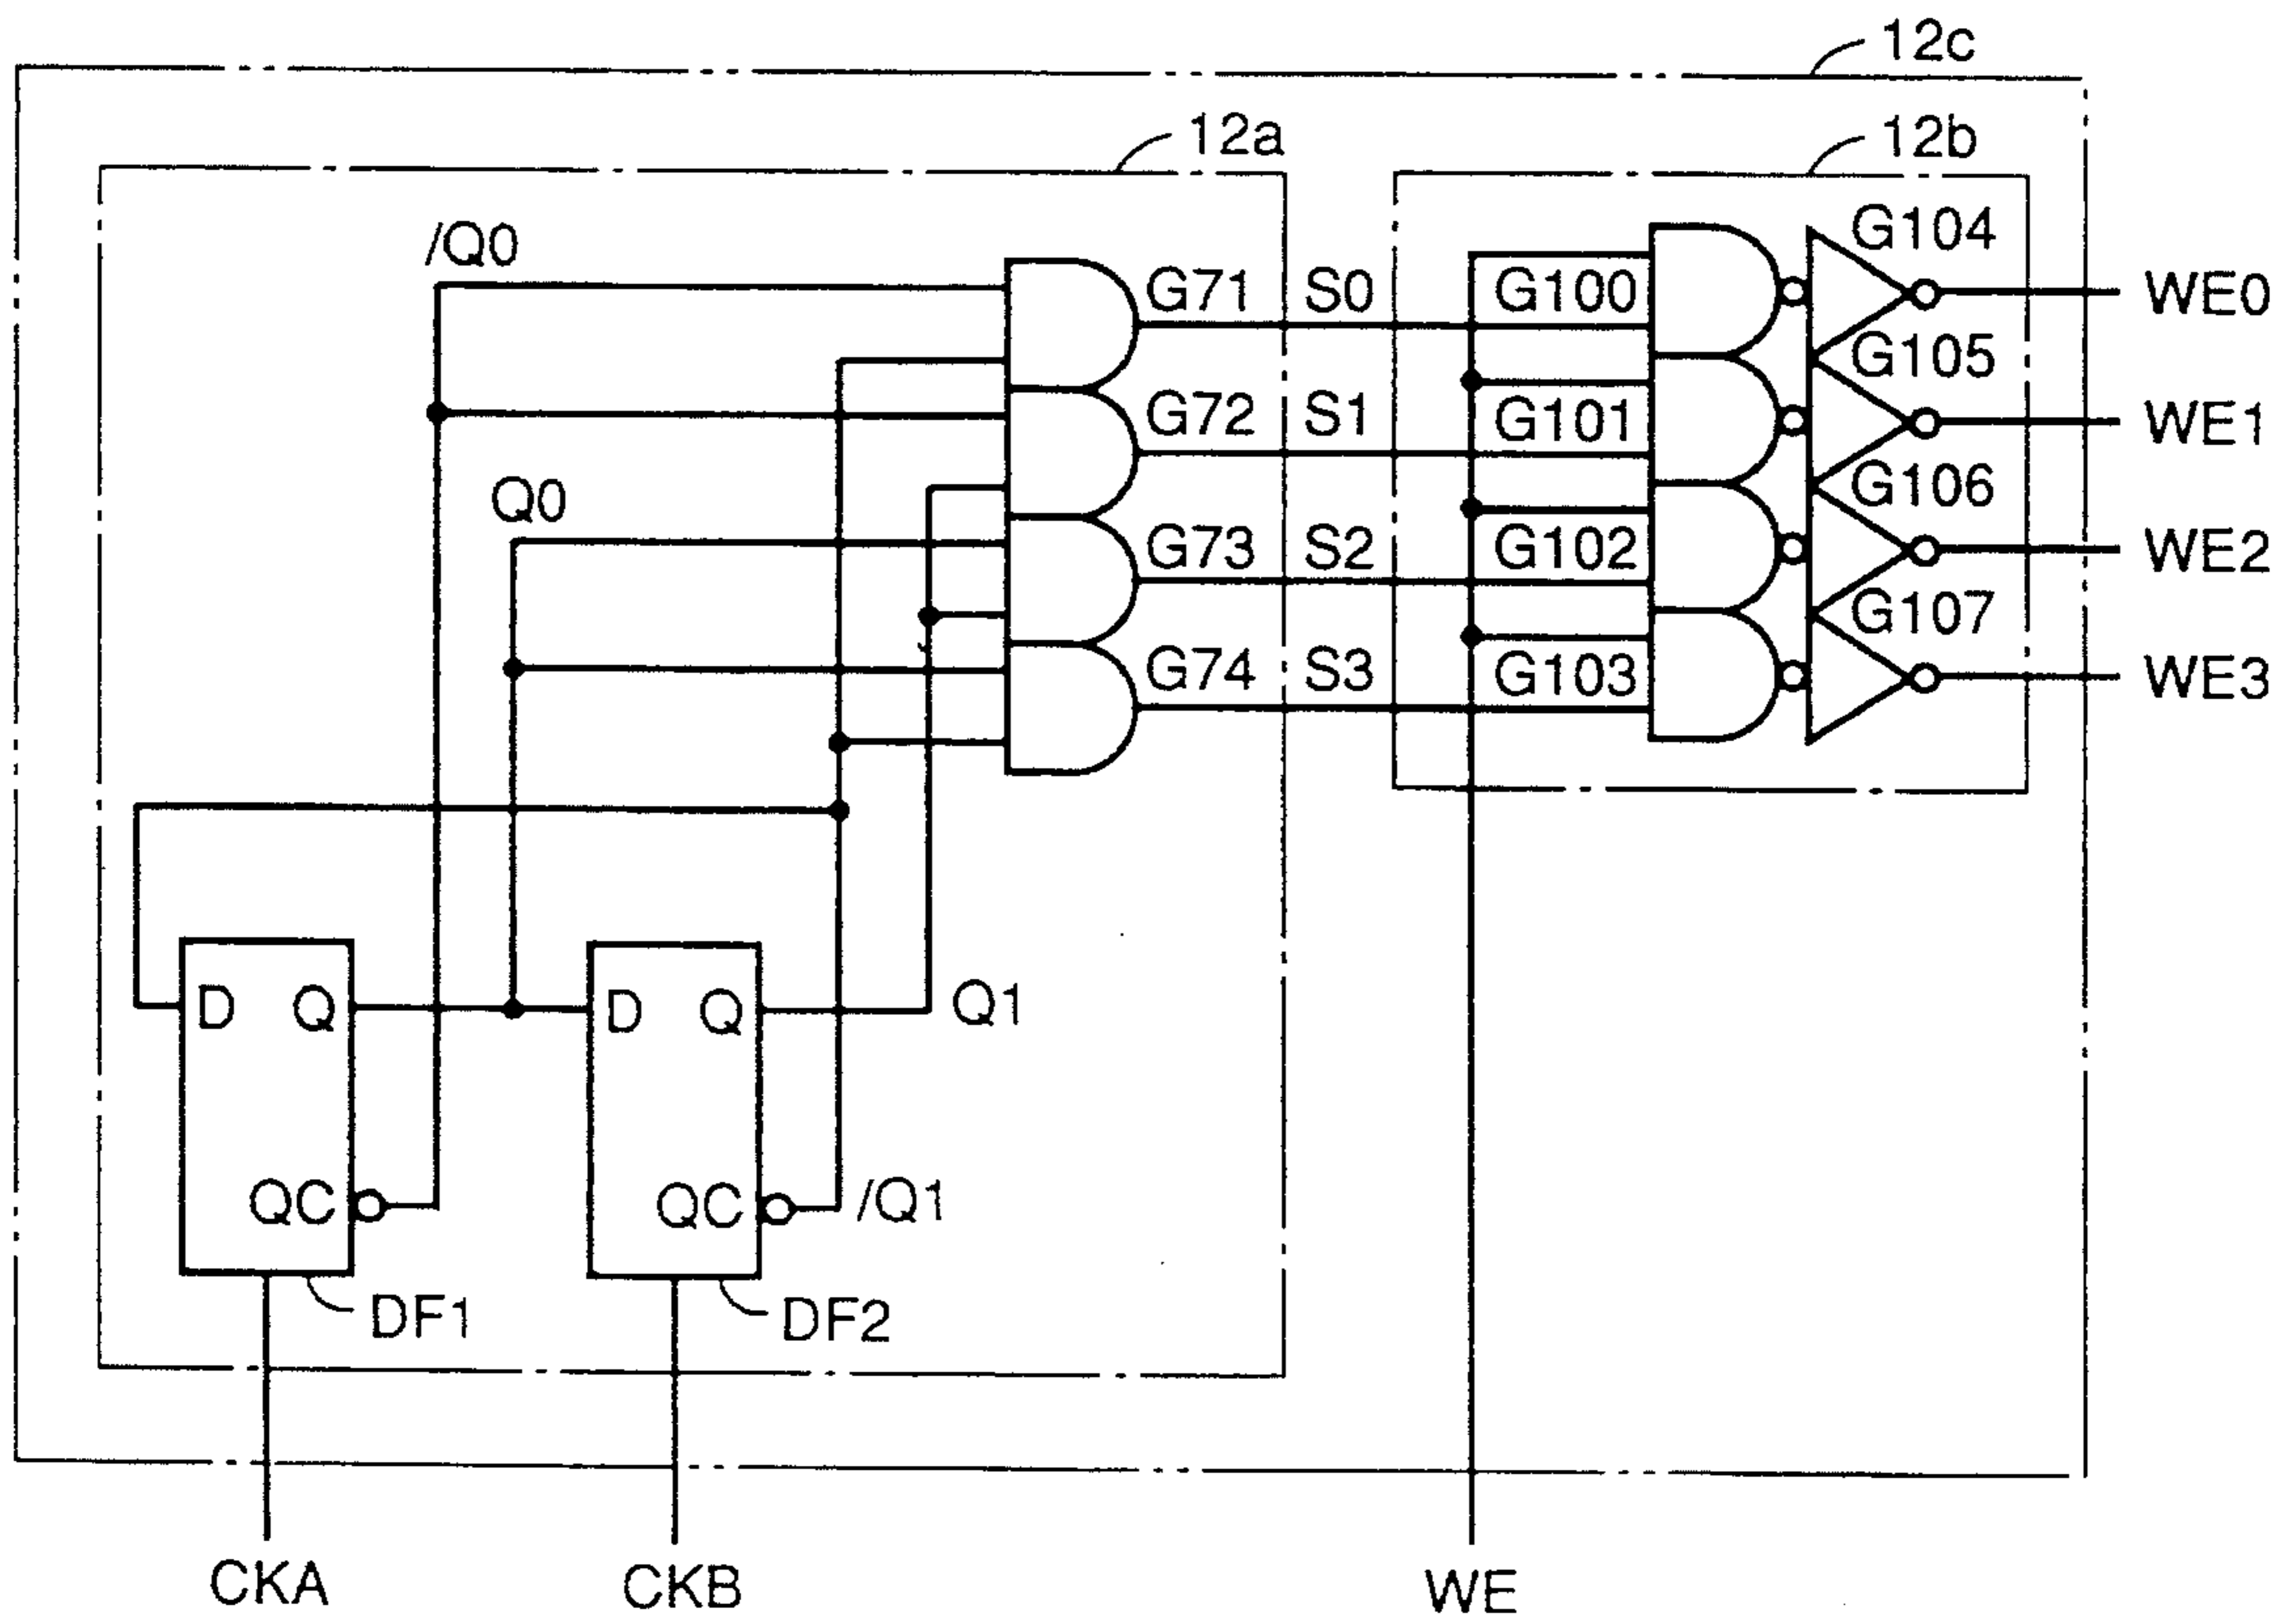 12c
12a
12b
/Q0
G104
G71 S0 G100
WE0
G105
G72 S1 G101
WE1
Q0
G106
G73 S2 G102
WE2
G107
G74 S3 G103
WE3
D Q
D Q
Q1
QC
QC
/Q1
DF1
DF2
CKA
CKB
WE